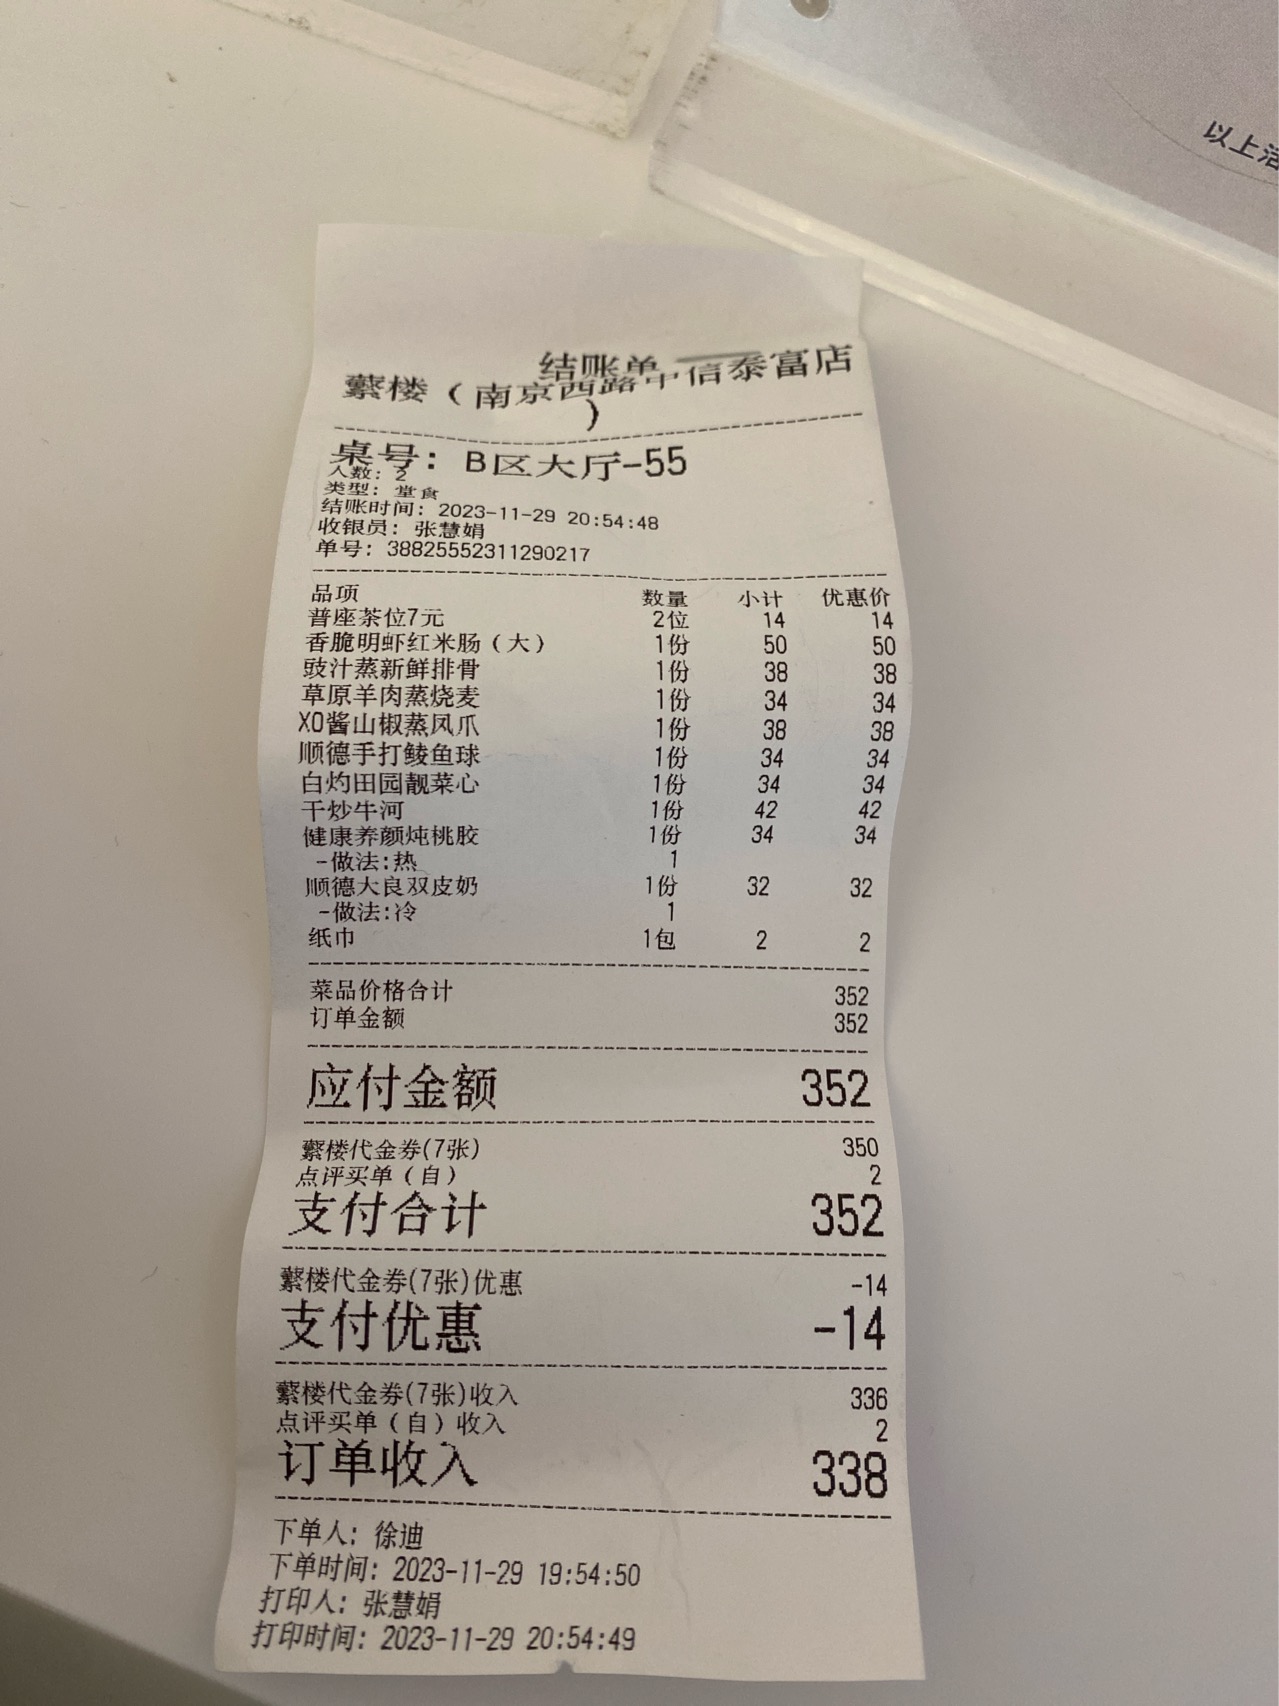 以上活
结账单
蘩楼（南京西路中信泰富店
）
桌号: B区大厅-55
人数: 2
类型: 堂食
结账时间: 2023-11-29 20:54:48
收银员: 张慧娟
单号: 38825552311290217
品项 数量 小计 优惠价
普座茶位7元 2位 14 14
香脆明虾红米肠（大） 1份 50 50
豉汁蒸新鲜排骨 1份 38 38
草原羊肉蒸烧麦 1份 34 34
XO酱山椒蒸凤爪 1份 38 38
顺德手打鲮鱼球 1份 34 34
白灼田园靓菜心 1份 34 34
干炒牛河 1份 42 42
健康养颜炖桃胶 1份 34 34
-做法:热 1
顺德大良双皮奶 1份 32 32
-做法:冷 1
纸巾 1包 2 2
菜品价格合计 352
订单金额 352
应付金额 352
蘩楼代金券(7张) 350
点评买单（自） 2
支付合计 352
蘩楼代金券(7张)优惠 -14
支付优惠 -14
蘩楼代金券(7张)收入 336
点评买单（自）收入 2
订单收入 338
下单人: 徐迪
下单时间: 2023-11-29 19:54:50
打印人: 张慧娟
打印时间: 2023-11-29 20:54:49